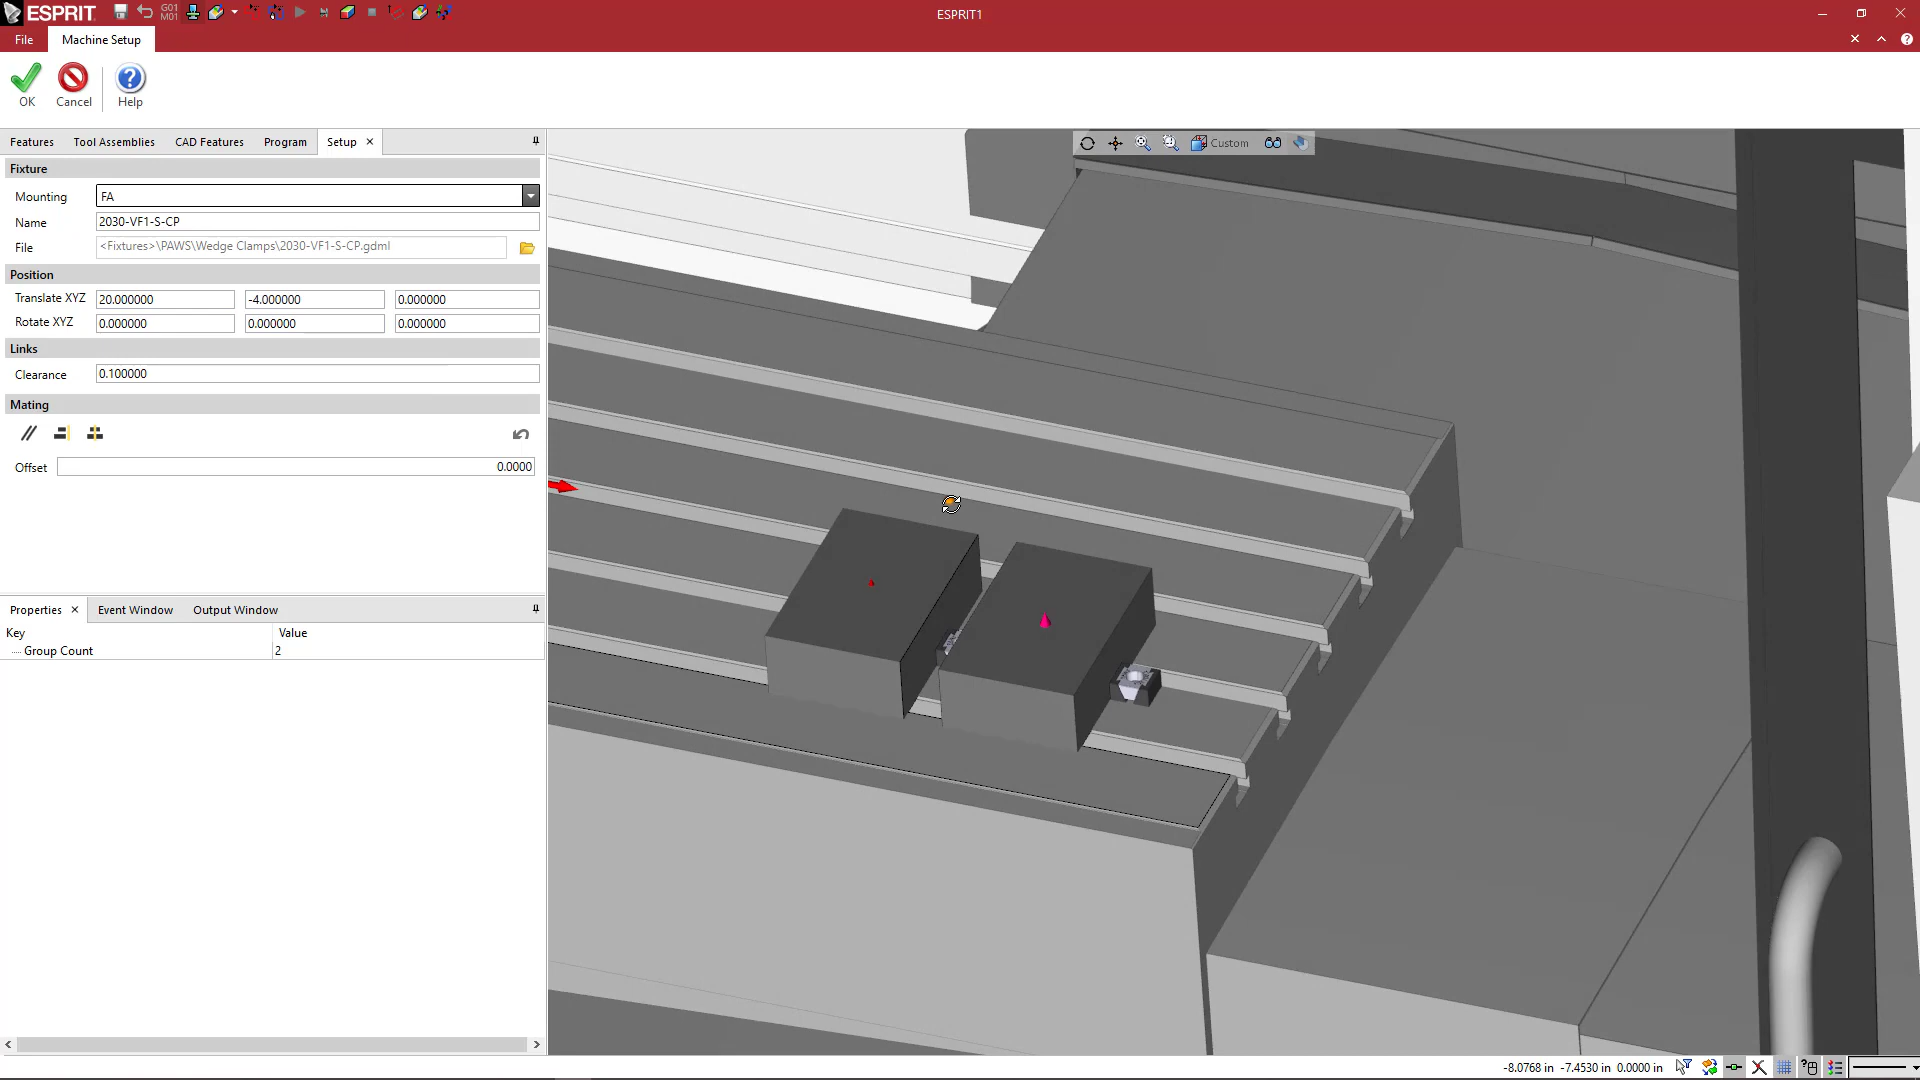 ESPRIT
G01
M01
ESPRIT1
File
Machine Setup
OK
Cancel
Help
Features
Tool Assemblies
CAD Features
Program
Setup
Fixture
Mounting
FA
Name
2030-VF1-S-CP
File
<Fixtures>\PAWS\Wedge Clamps\2030-VF1-S-CP.gdml
Position
Translate XYZ
20.000000
-4.000000
0.000000
Rotate XYZ
0.000000
0.000000
0.000000
Links
Clearance
0.100000
Mating
Offset
0.0000
Custom
Properties
Event Window
Output Window
Key
Value
Group Count
2
-8.0768 in -7.4530 in 0.0000 in